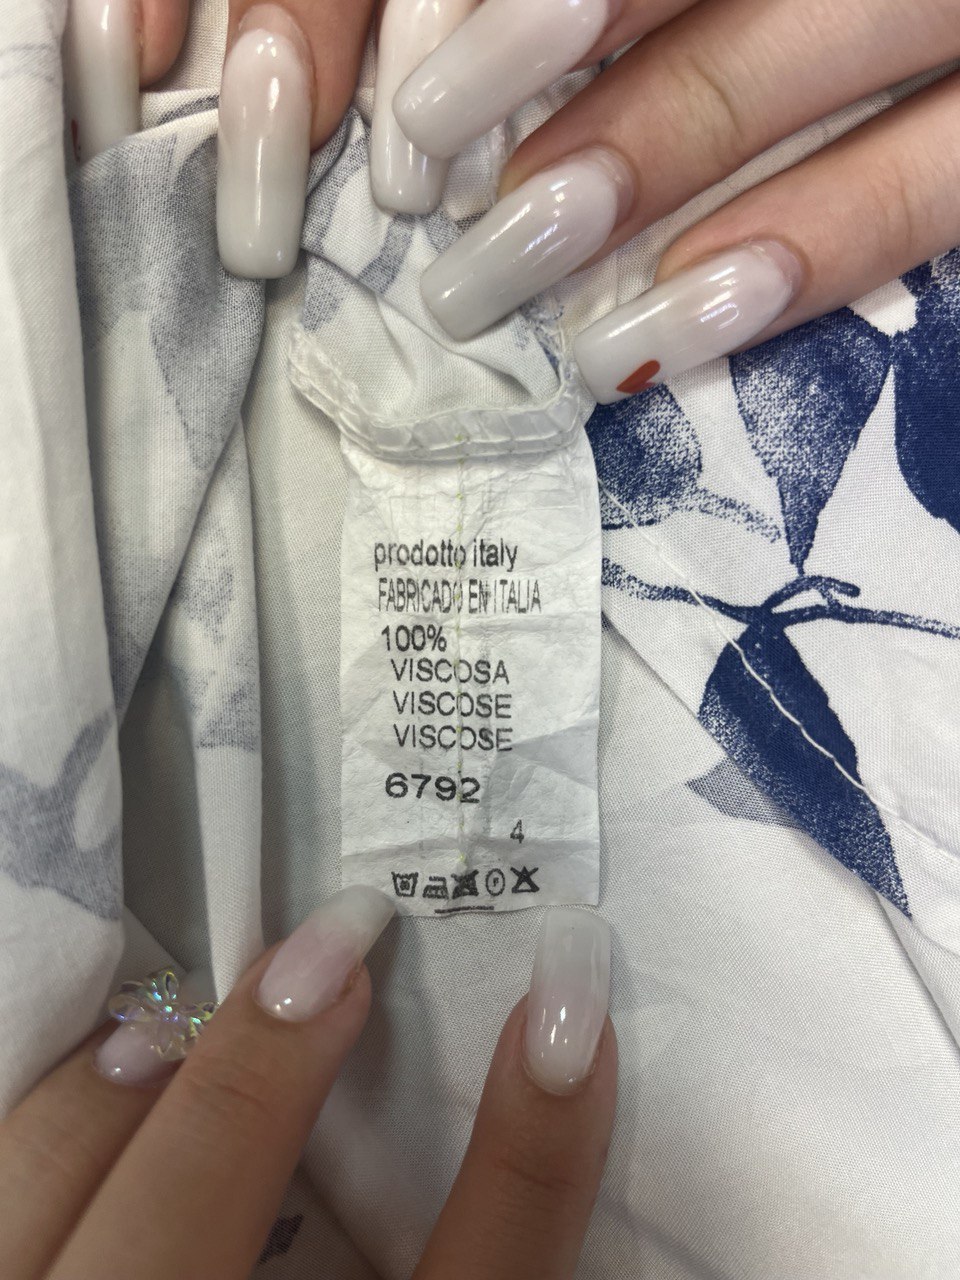 prodotto italy
FABRICADO EN ITALIA
100%
VISCOSA
VISCOSE
VISCOSE
6792
4